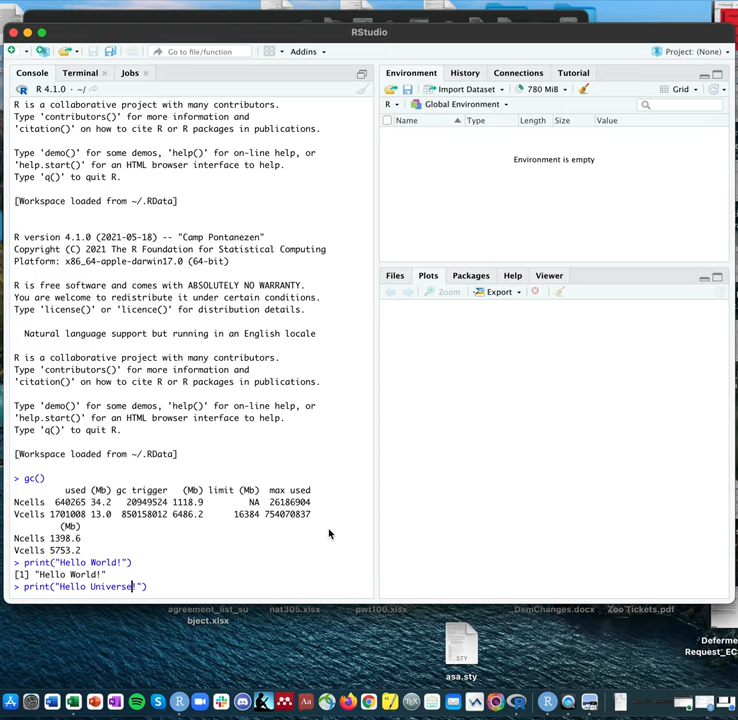 RStudio
Go to file/function
Addins
Project: (None)
Console Terminal Jobs
R 4.1.0 · ~/
R is a collaborative project with many contributors.
Type 'contributors()' for more information and
'citation()' on how to cite R or R packages in publications.
Type 'demo()' for some demos, 'help()' for on-line help, or
'help.start()' for an HTML browser interface to help.
Type 'q()' to quit R.
[Workspace loaded from ~/.RData]
R version 4.1.0 (2021-05-18) -- "Camp Pontanezen"
Copyright (C) 2021 The R Foundation for Statistical Computing
Platform: x86_64-apple-darwin17.0 (64-bit)
R is free software and comes with ABSOLUTELY NO WARRANTY.
You are welcome to redistribute it under certain conditions.
Type 'license()' or 'licence()' for distribution details.
Natural language support but running in an English locale
R is a collaborative project with many contributors.
Type 'contributors()' for more information and
'citation()' on how to cite R or R packages in publications.
Type 'demo()' for some demos, 'help()' for on-line help, or
'help.start()' for an HTML browser interface to help.
Type 'q()' to quit R.
[Workspace loaded from ~/.RData]
> gc()
used (Mb) gc trigger (Mb) limit (Mb) max used
Ncells 640265 34.2 20949524 1118.9 NA 26186904
Vcells 1701008 13.0 850158012 6486.2 16384 754070837
(Mb)
Ncells 1398.6
Vcells 5753.2
> print("Hello World!")
[1] "Hello World!"
> print("Hello Universe!")
Environment History Connections Tutorial
Import Dataset 780 MiB Grid
R Global Environment
Name Type Length Size Value
Environment is empty
Files Plots Packages Help Viewer
Zoom Export
agreement_list_su
bject.xlsx
nat305.xlsx
pwt100.xlsx
DemChanges.docx
Zoo Tickets.pdf
Deferme
Request_EC
STY
asa.sty